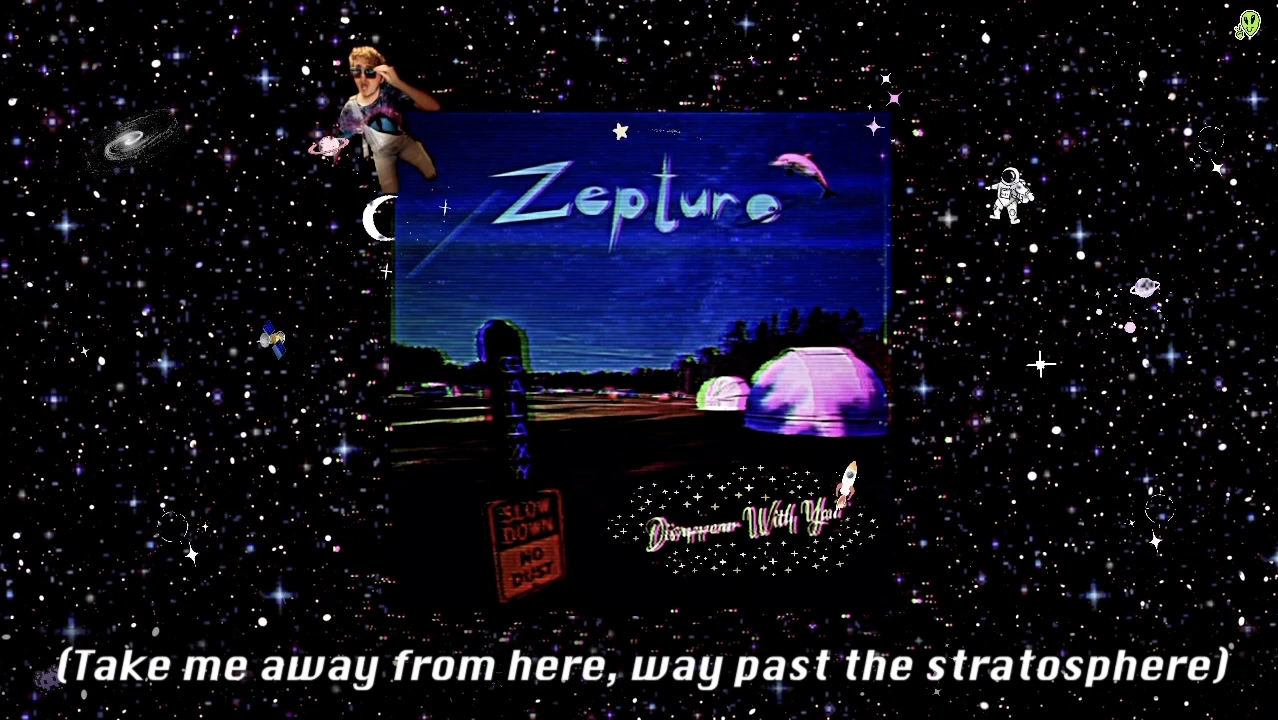 Zepture
Disappear With You
SLOW
DOWN
NO
DUST
(Take me away from here, way past the stratosphere)